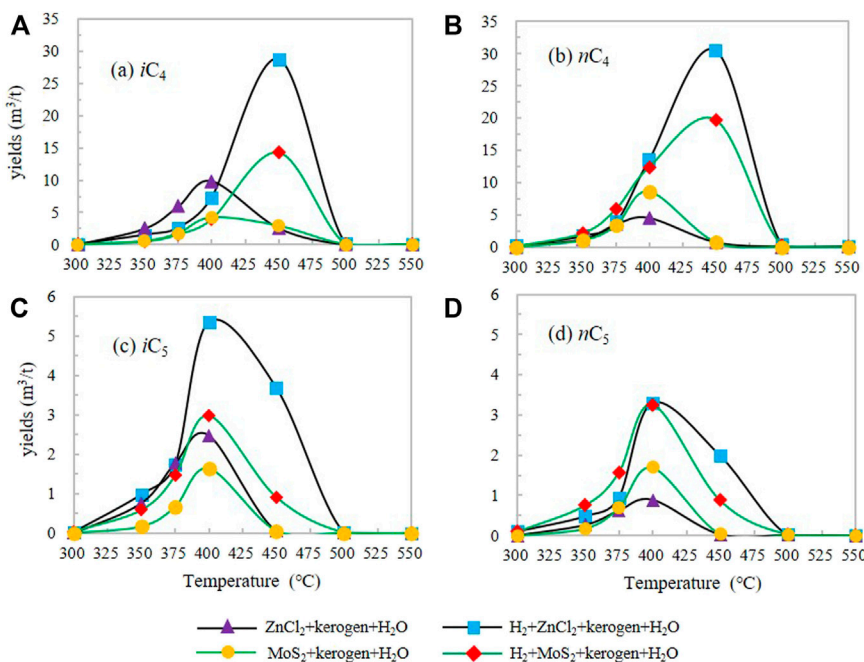 A
B
35
30
25
20
15
10
5
0
yields (m³/t)
(a) iC₄
300 325 350 375 400 425 450 475 500 525 550
35
30
25
20
15
10
5
0
(b) nC₄
300 325 350 375 400 425 450 475 500 525 550
C
D
6
5
4
3
2
1
0
yields (m³/t)
(c) iC₅
300 325 350 375 400 425 450 475 500 525 550
Temperature (℃)
6
5
4
3
2
1
0
(d) nC₅
300 325 350 375 400 425 450 475 500 525 550
Temperature (℃)
ZnCl₂+kerogen+H₂O
H₂+ZnCl₂+kerogen+H₂O
MoS₂+kerogen+H₂O
H₂+MoS₂+kerogen+H₂O